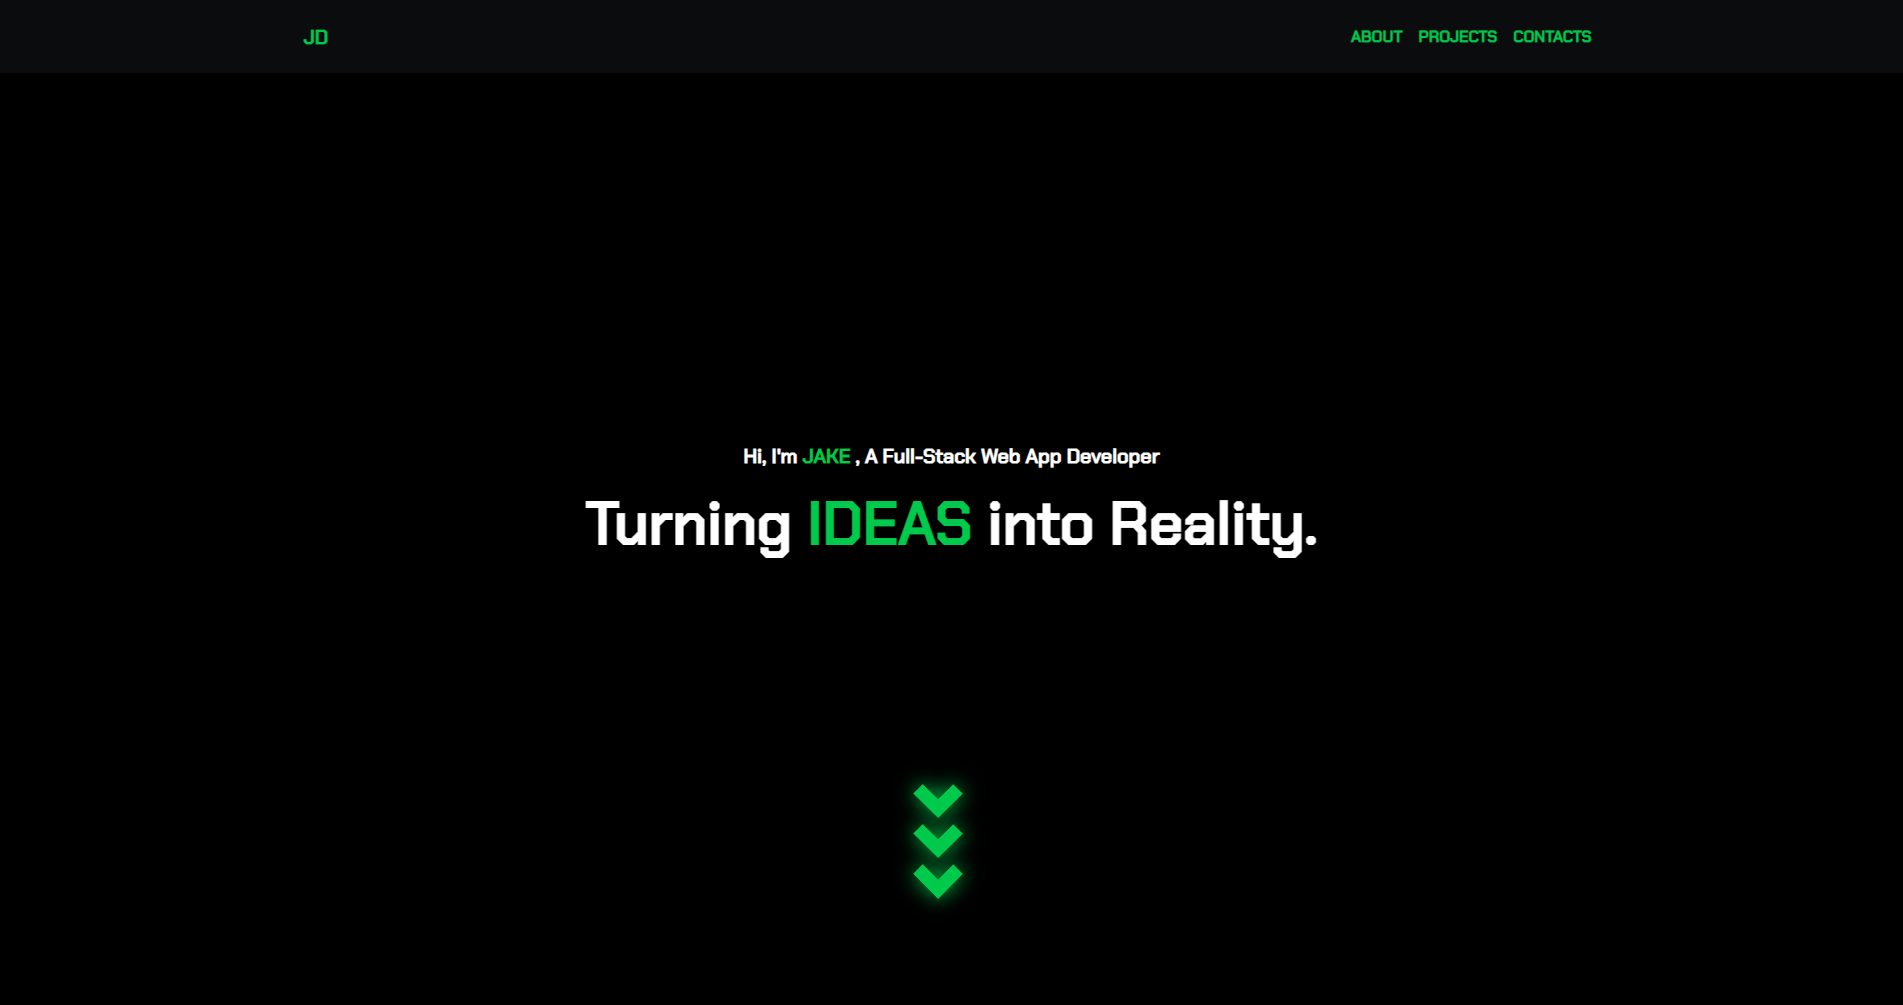 JD
ABOUT PROJECTS CONTACTS
Hi, I'm JAKE , A Full-Stack Web App Developer
Turning IDEAS into Reality.